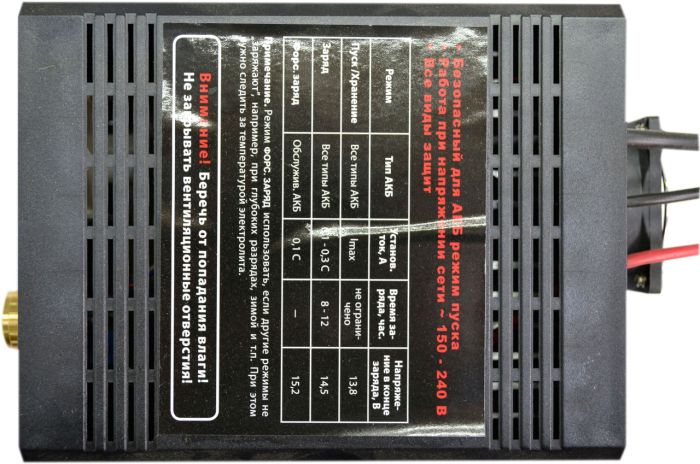 * Безопасный для АКБ режим пуска
* Работа при напряжении сети ~ 150 - 240 В
* Все виды защит
Режим Тип АКБ Установ. ток, А Время заряда, час. Напряжение в конце заряда, В
Пуск /Хранение Все типы АКБ Imax не ограничено 13,8
Заряд Все типы АКБ - 0,3 С 8 - 12 14,5
Форс. заряд Обслужив. АКБ 0,1 С – 15,2
Примечание. Режим ФОРС. ЗАРЯД использовать, если другие режимы не
"заряжают", например, при глубоких разрядах, зимой и т.п. При этом
нужно следить за температурой электролита.
Внимание! Беречь от попадания влаги!
Не закрывать вентиляционные отверстия!